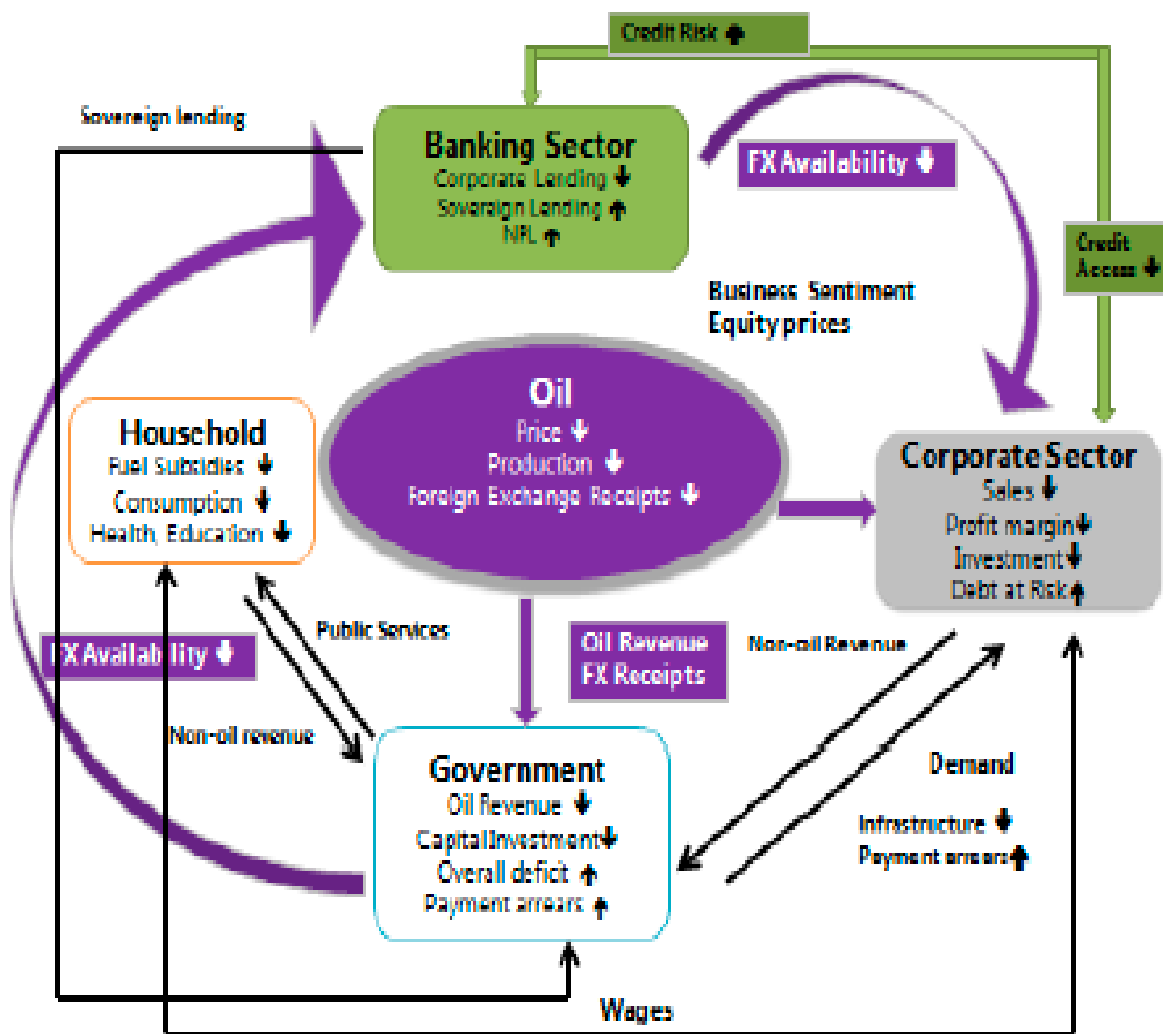 Credit Risk ↑
Sovereign lending
Banking Sector
Corporate Lending ↓
Sovereign Lending ↑
NPL ↑
FX Availability ↓
Credit
Access ↓
Business Sentiment
Equity prices
Oil
Price ↓
Production ↓
Foreign Exchange Receipts ↓
Household
Fuel Subsidies ↓
Consumption ↓
Health, Education ↓
Corporate Sector
Sales ↓
Profit margin ↓
Investment ↓
Debt at Risk ↑
Public Services
FX Availability ↓
Oil Revenue
FX Receipts
Non-oil Revenue
Non-oil revenue
Government
Oil Revenue ↓
Capital Investment ↓
Overall deficit ↑
Payment arrears ↑
Demand
Infrastructure ↓
Payment arrears ↑
Wages